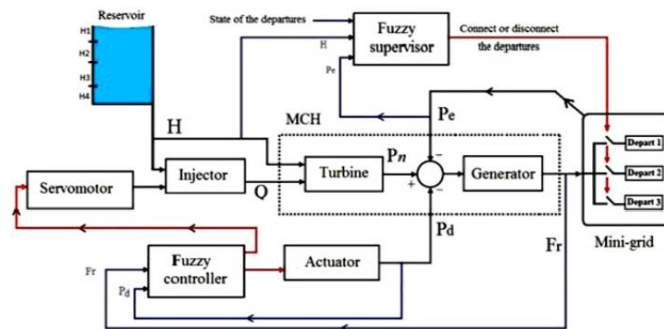 Reservoir
H1
H2
H3
H4
State of the departures
H
Pe
Fuzzy
supervisor
Connect or disconnect
the departures
H
MCH
Pe
Servomotor
Injector
Q
Turbine
Pn
+
−
−
Generator
Depart 1
Depart 2
Depart 3
Mini-grid
Pd
Fr
Fr
Pd
Fuzzy
controller
Actuator